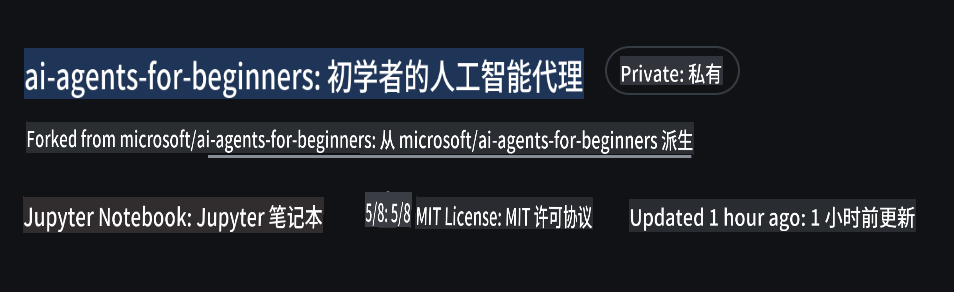 ai-agents-for-beginners: 初学者的人工智能代理
Private: 私有
Forked from microsoft/ai-agents-for-beginners: 从 microsoft/ai-agents-for-beginners 派生
Jupyter Notebook: Jupyter 笔记本
5/8: 5/8
MIT License: MIT 许可协议
Updated 1 hour ago: 1 小时前更新